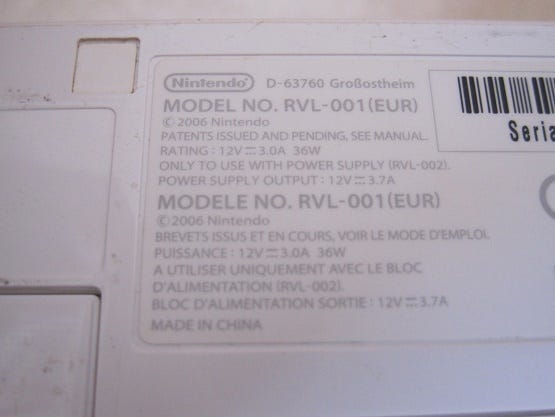 Nintendo D-63760 Großostheim
MODEL NO. RVL-001(EUR)
©2006 Nintendo
PATENTS ISSUED AND PENDING, SEE MANUAL.
RATING : 12V⎓3.0A 36W
ONLY TO USE WITH POWER SUPPLY (RVL-002).
POWER SUPPLY OUTPUT : 12V⎓3.7A
MODELE NO. RVL-001(EUR)
©2006 Nintendo
BREVETS ISSUS ET EN COURS, VOIR LE MODE D'EMPLOI.
PUISSANCE : 12V⎓3.0A 36W
A UTILISER UNIQUEMENT AVEC LE BLOC
D'ALIMENTATION (RVL-002).
BLOC D'ALIMENTATION SORTIE : 12V⎓3.7A
MADE IN CHINA
Seria